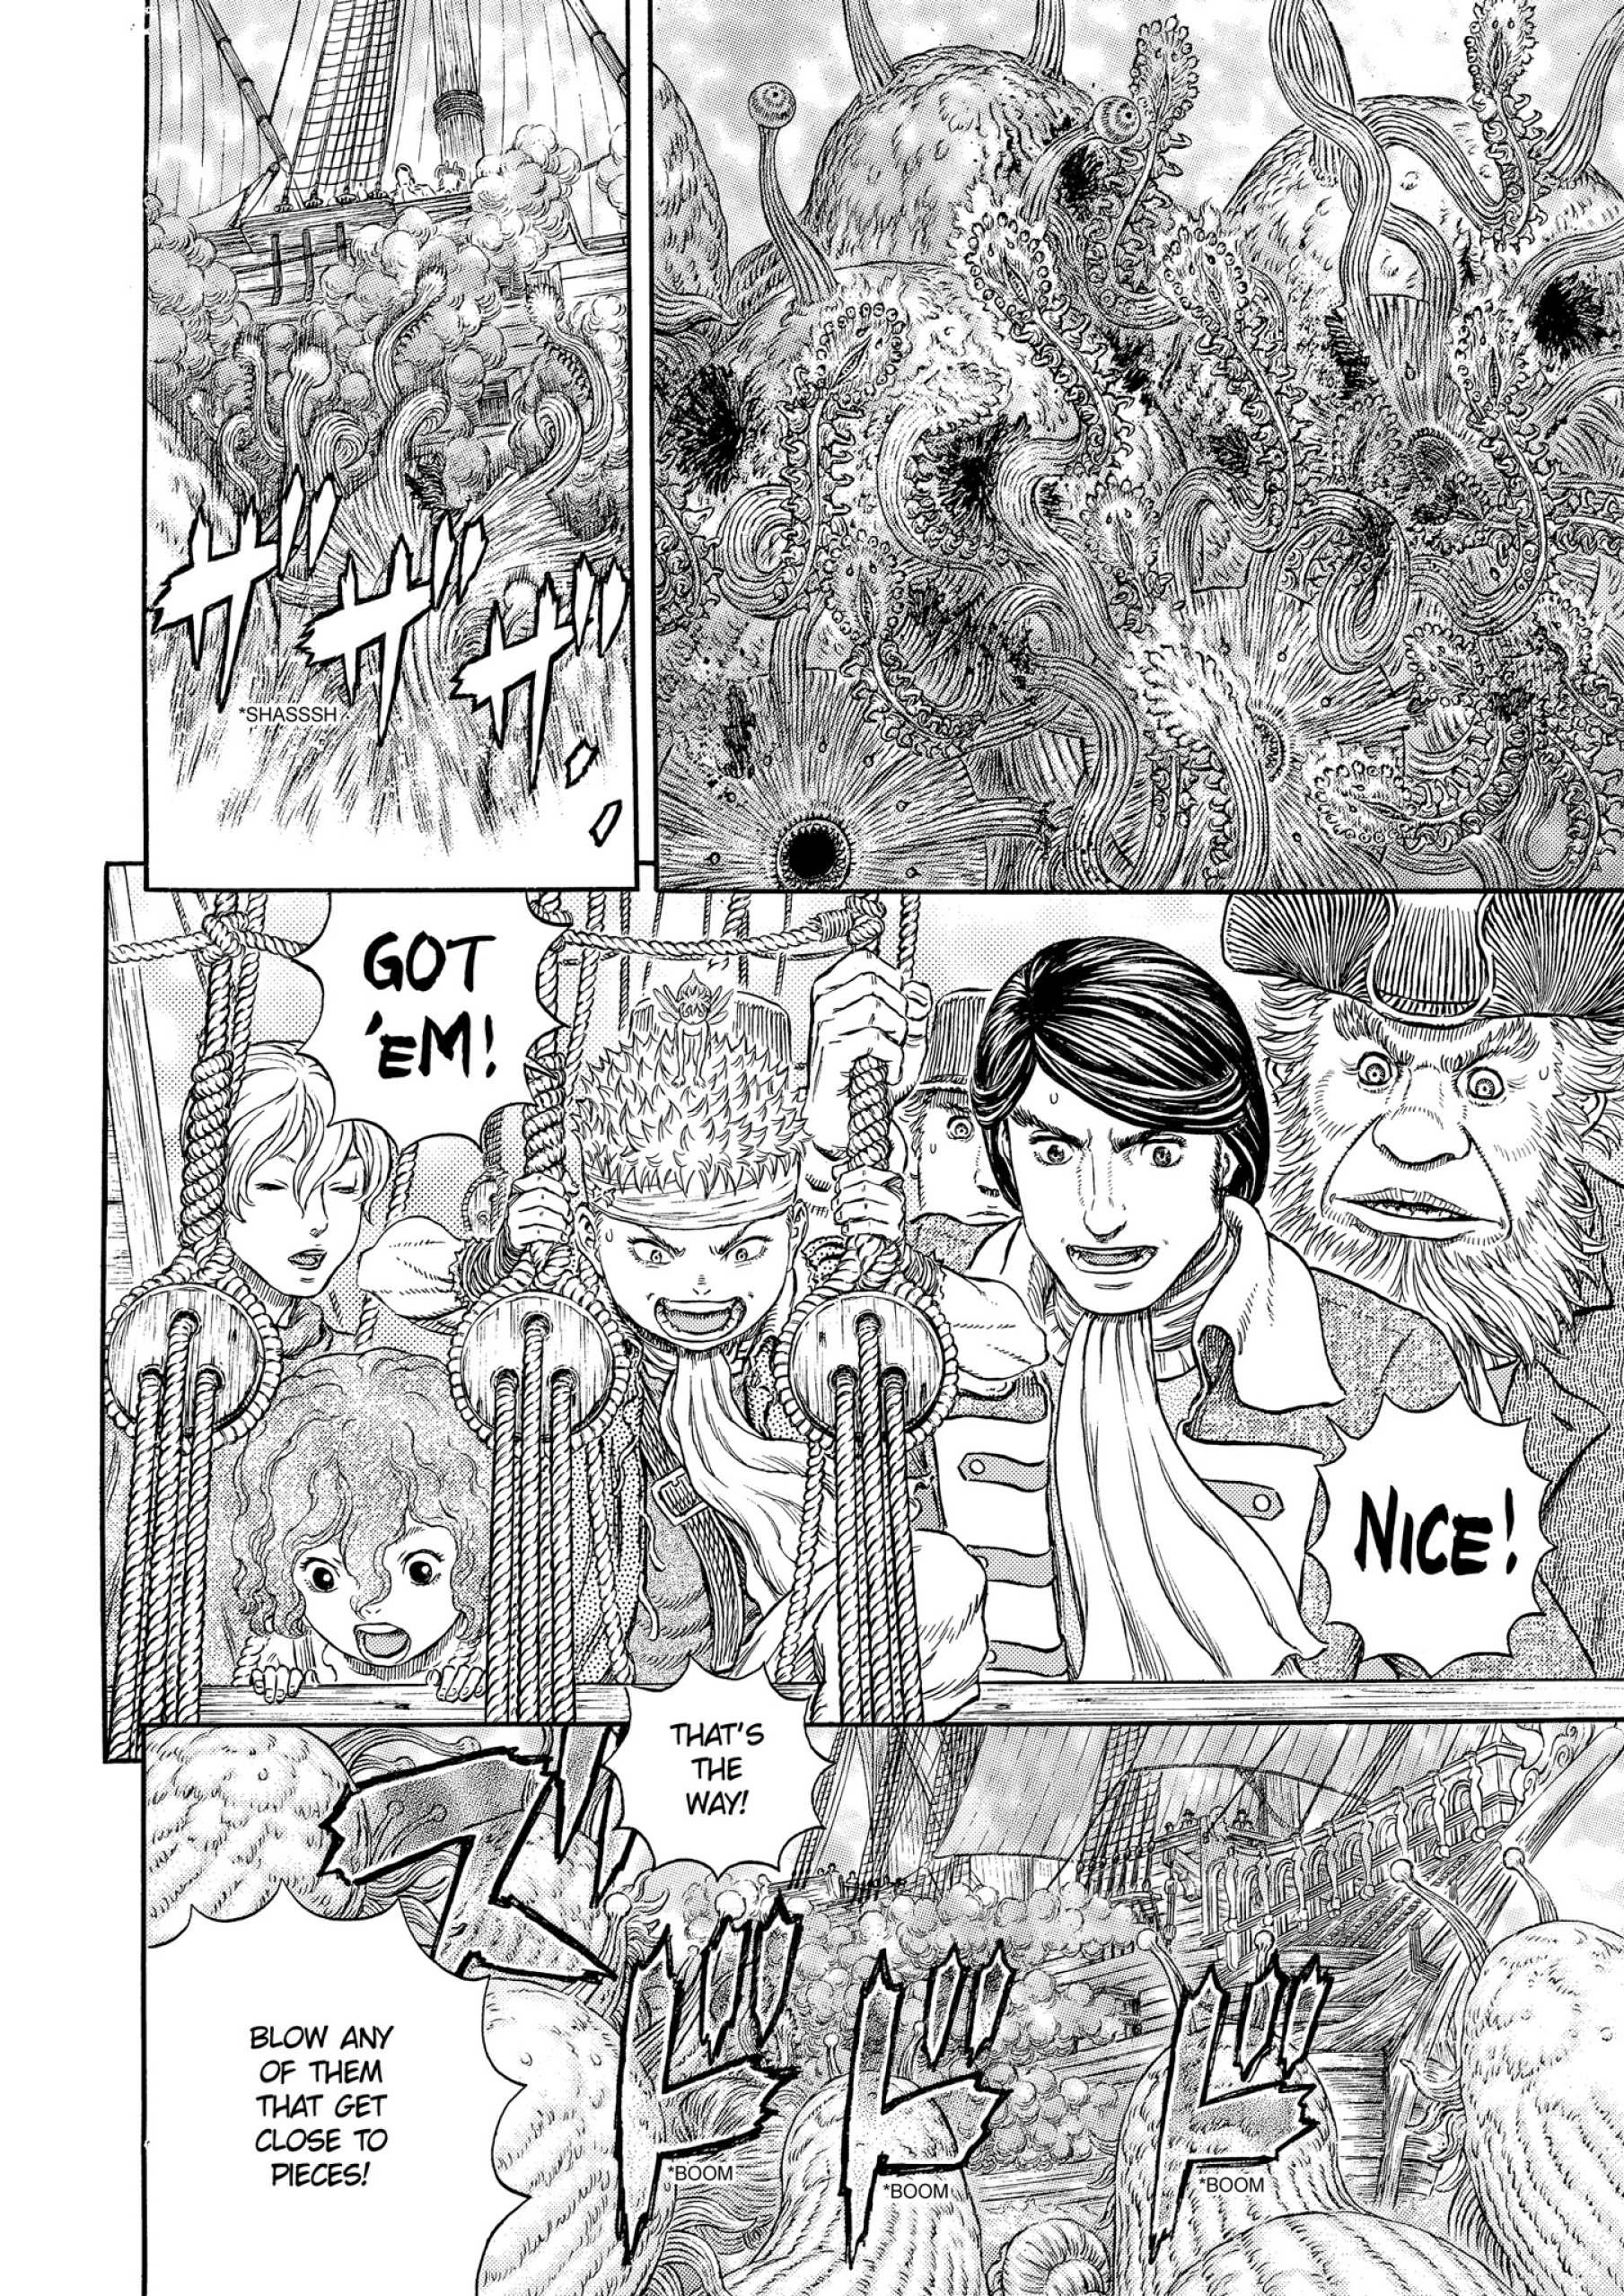 ザザザ
*SHASSSH
NICE!
GOT
'EM!
THAT'S
THE
WAY!
ドドド
*BOOM
*BOOM
*BOOM
BLOW ANY
OF THEM
THAT GET
CLOSE TO
PIECES!